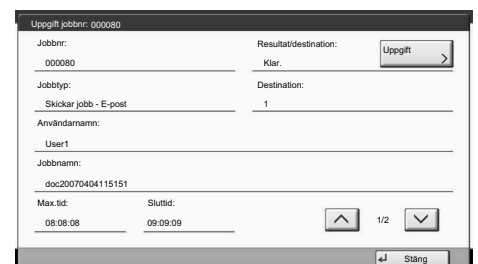 Uppgift jobbnr: 000080
Jobbnr:
Resultat/destination:
000080
Klar.
Uppgift
Jobbtyp:
Destination:
Skickar jobb - E-post
1
Användarnamn:
User1
Jobbnamn:
doc20070404115151
Max.tid:
Sluttid:
08:08:08
09:09:09
1/2
Stäng